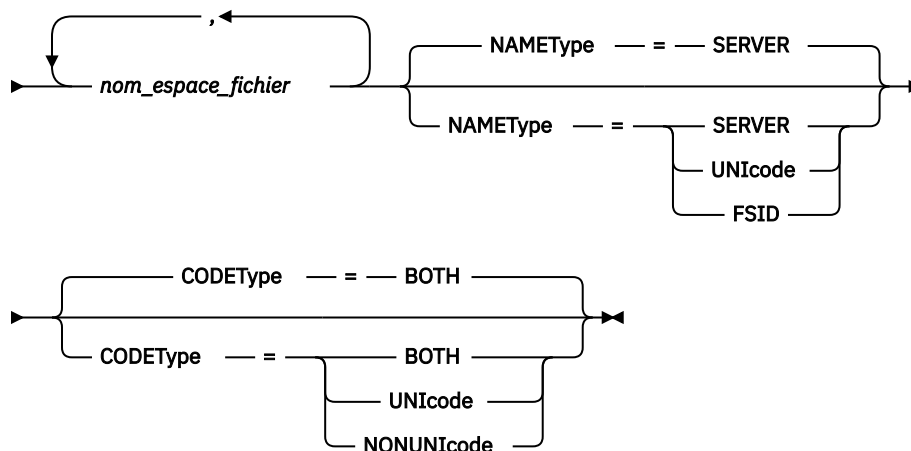 ,
NAMEType = SERVER
nom_espace_fichier
NAMEType = SERVER
UNIcode
FSID
CODEType = BOTH
CODEType = BOTH
UNIcode
NONUNIcode